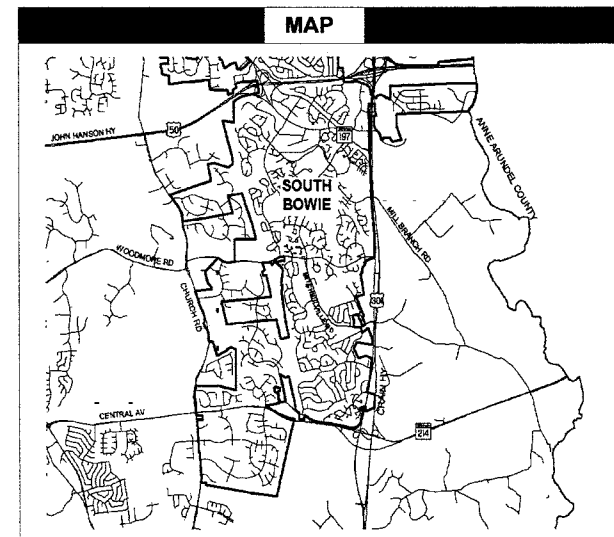 MAP
JOHN HANSON HY
50
197
ANNE ARUNDEL COUNTY
SOUTH
BOWIE
MILL BRANCH RD
WOODMORE RD
CHURCH RD
CRAIN HY
CENTRAL AV
214